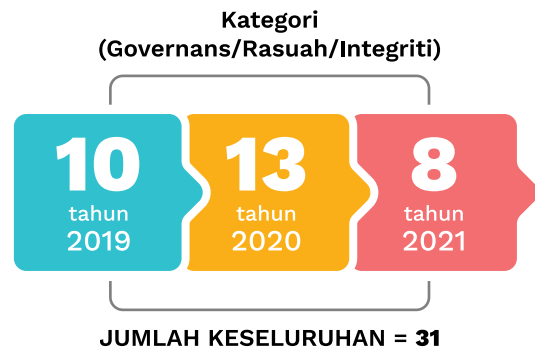 Kategori
(Governans/Rasuah/Integriti)
10
tahun
2019
13
tahun
2020
8
tahun
2021
JUMLAH KESELURUHAN = 31